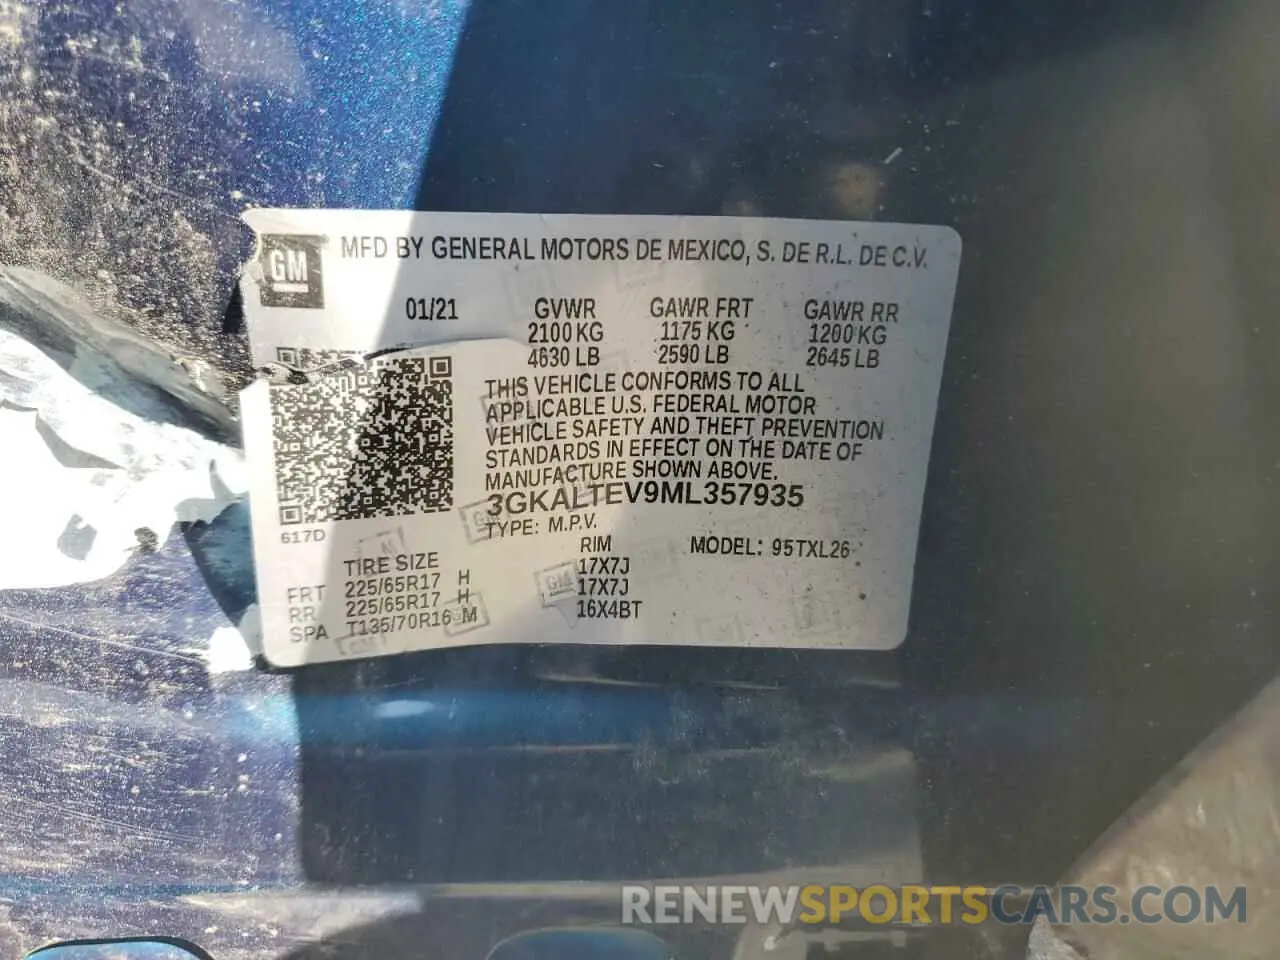 GM MFD BY GENERAL MOTORS DE MEXICO, S. DE R.L. DE C.V.
01/21 GVWR GAWR FRT GAWR RR
2100 KG 1175 KG 1200 KG
4630 LB 2590 LB 2645 LB
THIS VEHICLE CONFORMS TO ALL
APPLICABLE U.S. FEDERAL MOTOR
VEHICLE SAFETY AND THEFT PREVENTION
STANDARDS IN EFFECT ON THE DATE OF
MANUFACTURE SHOWN ABOVE.
3GKALTEV9ML357935
617D TYPE: M.P.V.
TIRE SIZE RIM MODEL: 95TXL26
FRT 225/65R17 H 17X7J
RR 225/65R17 H 17X7J
SPA T135/70R16 M 16X4BT
RENEWSPORTSCARS.COM